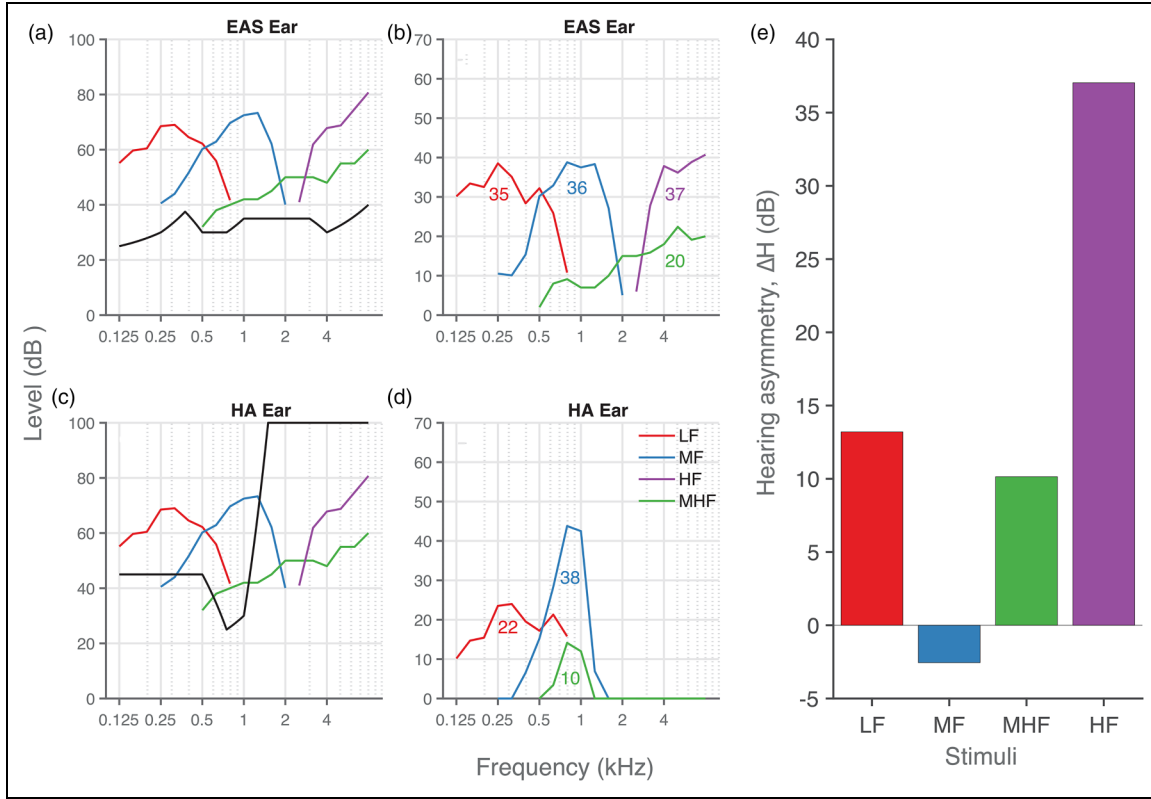 (a)
EAS Ear
100
80
60
40
20
0
0.125 0.25 0.5 1 2 4
(b)
EAS Ear
70
60
50
40
30
20
10
0
35
36
37
20
0.125 0.25 0.5 1 2 4
(c)
HA Ear
100
80
60
40
20
0
0.125 0.25 0.5 1 2 4
(d)
HA Ear
70
60
50
40
30
20
10
0
LF
MF
HF
MHF
22
38
10
0.125 0.25 0.5 1 2 4
Level (dB )
Frequency (kHz)
(e)
Hearing asymmetry, ΔH (dB)
40
35
30
25
20
15
10
5
0
-5
LF MF MHF HF
Stimuli